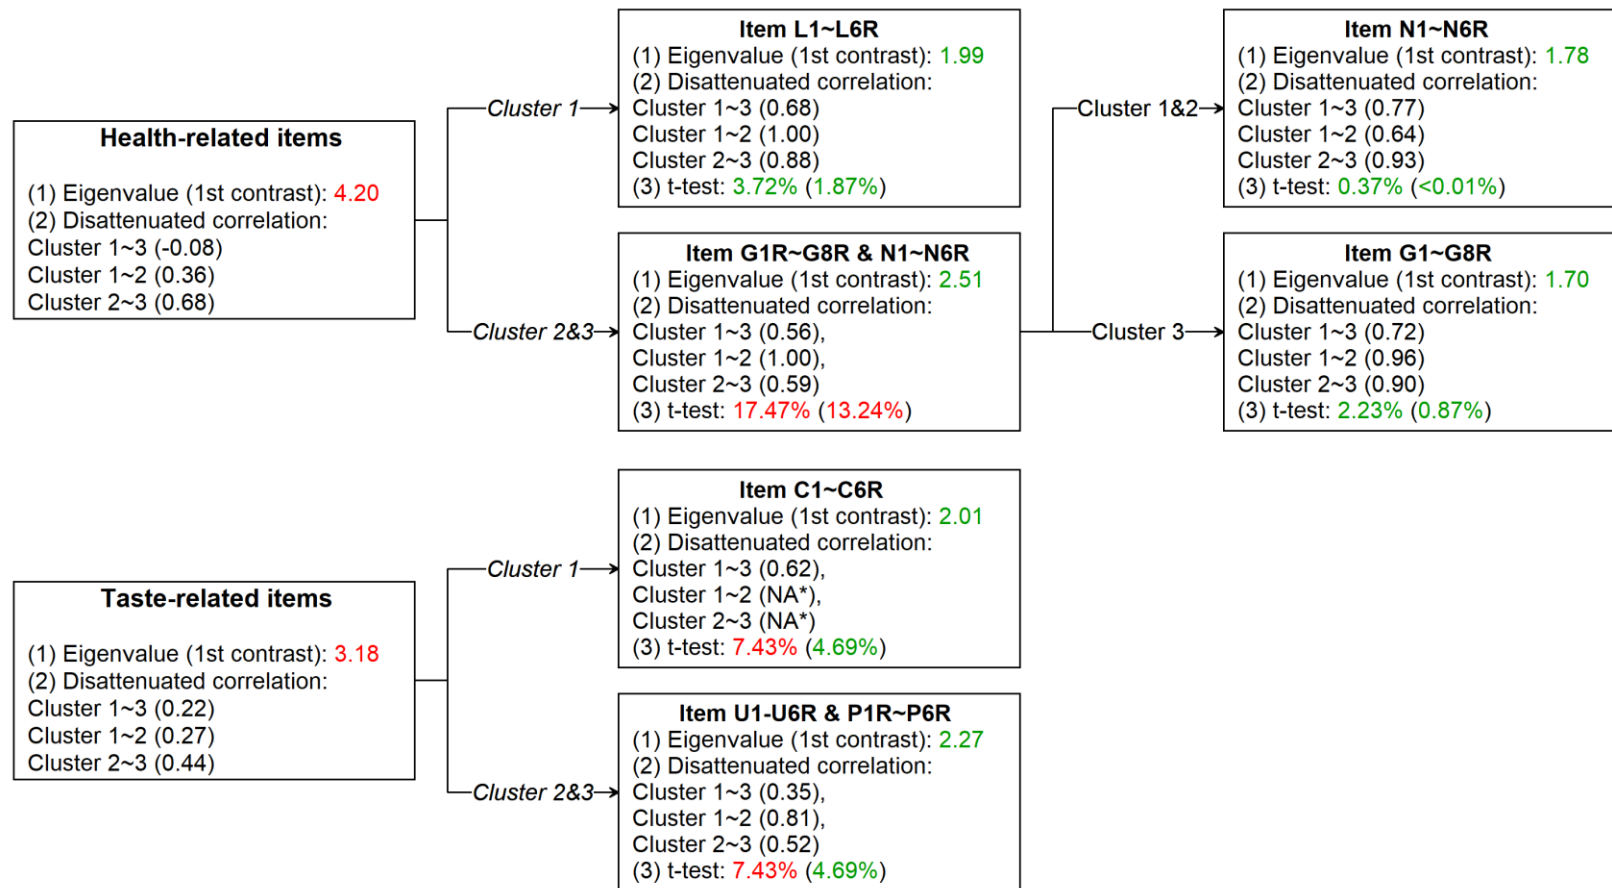 Health-related items
(1) Eigenvalue (1st contrast): 4.20
(2) Disattenuated correlation:
Cluster 1~3 (-0.08)
Cluster 1~2 (0.36)
Cluster 2~3 (0.68)
Cluster 1
Item L1~L6R
(1) Eigenvalue (1st contrast): 1.99
(2) Disattenuated correlation:
Cluster 1~3 (0.68)
Cluster 1~2 (1.00)
Cluster 2~3 (0.88)
(3) t-test: 3.72% (1.87%)
Cluster 2&3
Item G1R~G8R & N1~N6R
(1) Eigenvalue (1st contrast): 2.51
(2) Disattenuated correlation:
Cluster 1~3 (0.56),
Cluster 1~2 (1.00),
Cluster 2~3 (0.59)
(3) t-test: 17.47% (13.24%)
Cluster 1&2
Item N1~N6R
(1) Eigenvalue (1st contrast): 1.78
(2) Disattenuated correlation:
Cluster 1~3 (0.77)
Cluster 1~2 (0.64)
Cluster 2~3 (0.93)
(3) t-test: 0.37% (<0.01%)
Cluster 3
Item G1~G8R
(1) Eigenvalue (1st contrast): 1.70
(2) Disattenuated correlation:
Cluster 1~3 (0.72)
Cluster 1~2 (0.96)
Cluster 2~3 (0.90)
(3) t-test: 2.23% (0.87%)
Taste-related items
(1) Eigenvalue (1st contrast): 3.18
(2) Disattenuated correlation:
Cluster 1~3 (0.22)
Cluster 1~2 (0.27)
Cluster 2~3 (0.44)
Cluster 1
Item C1~C6R
(1) Eigenvalue (1st contrast): 2.01
(2) Disattenuated correlation:
Cluster 1~3 (0.62),
Cluster 1~2 (NA*),
Cluster 2~3 (NA*)
(3) t-test: 7.43% (4.69%)
Cluster 2&3
Item U1-U6R & P1R~P6R
(1) Eigenvalue (1st contrast): 2.27
(2) Disattenuated correlation:
Cluster 1~3 (0.35),
Cluster 1~2 (0.81),
Cluster 2~3 (0.52)
(3) t-test: 7.43% (4.69%)